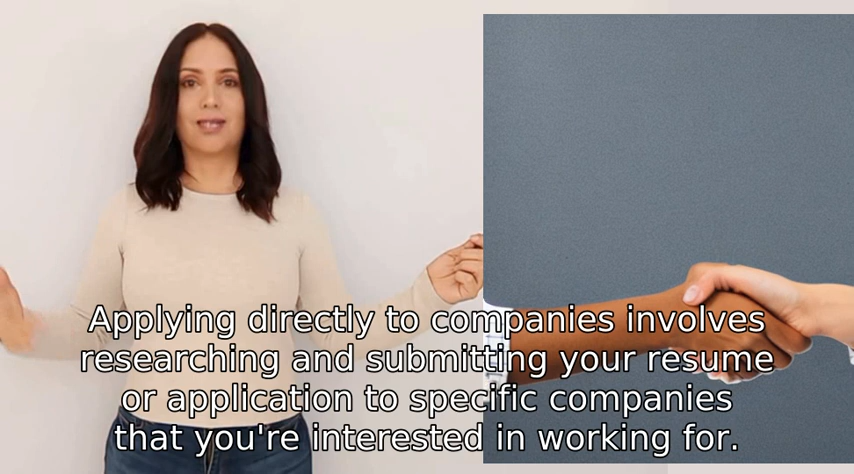 Applying directly to companies involves
researching and submitting your resume
or application to specific companies
that you're interested in working for.